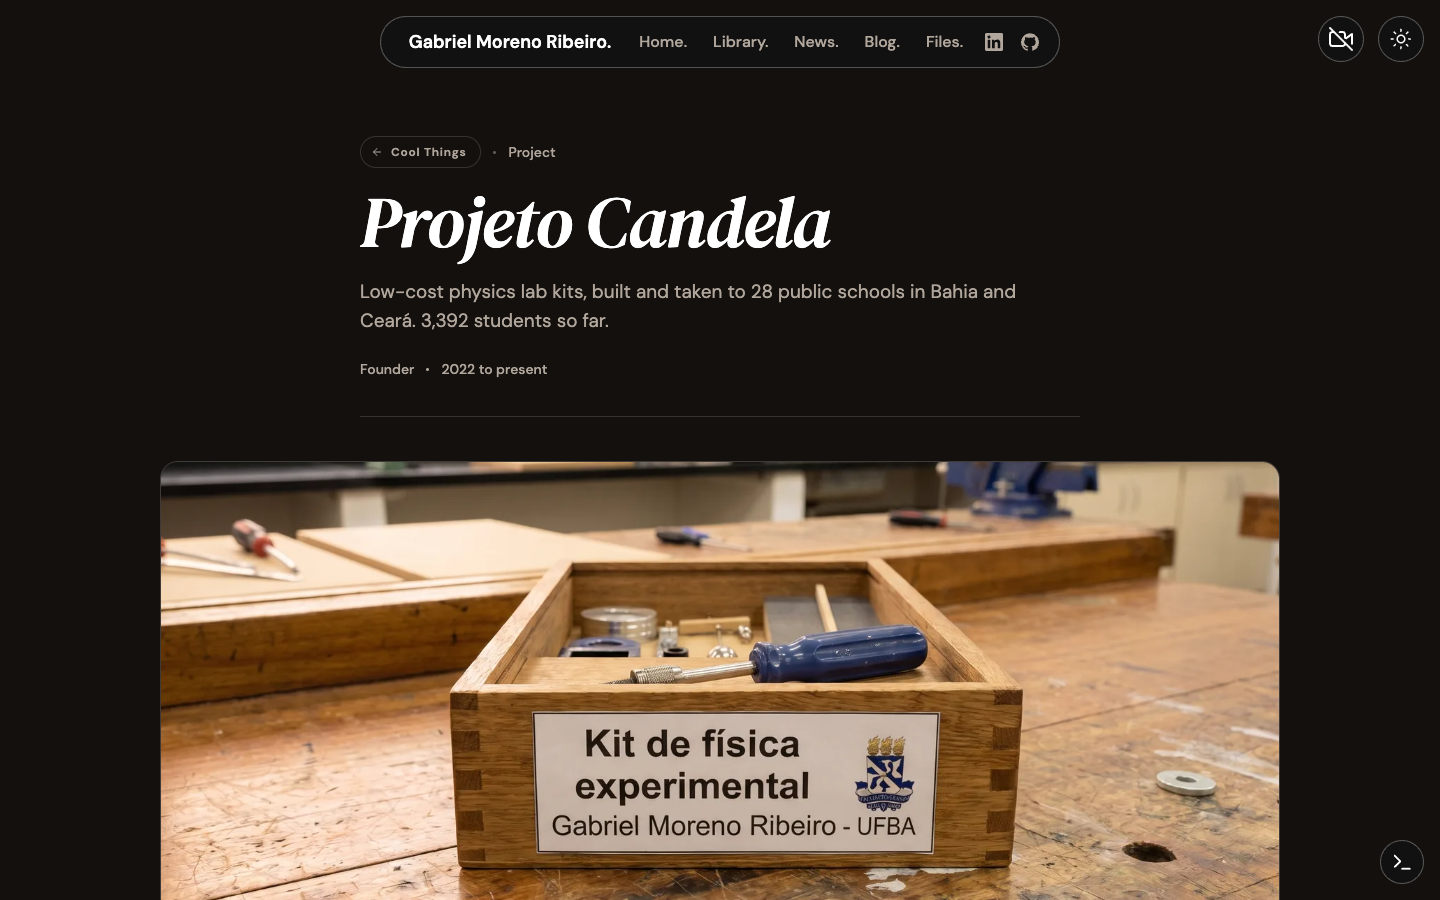 Gabriel Moreno Ribeiro.
Home.
Library.
News.
Blog.
Files.
Cool Things
Project
Projeto Candela
Low-cost physics lab kits, built and taken to 28 public schools in Bahia and
Ceará. 3,392 students so far.
Founder • 2022 to present
Kit de física
experimental
Gabriel Moreno Ribeiro - UFBA